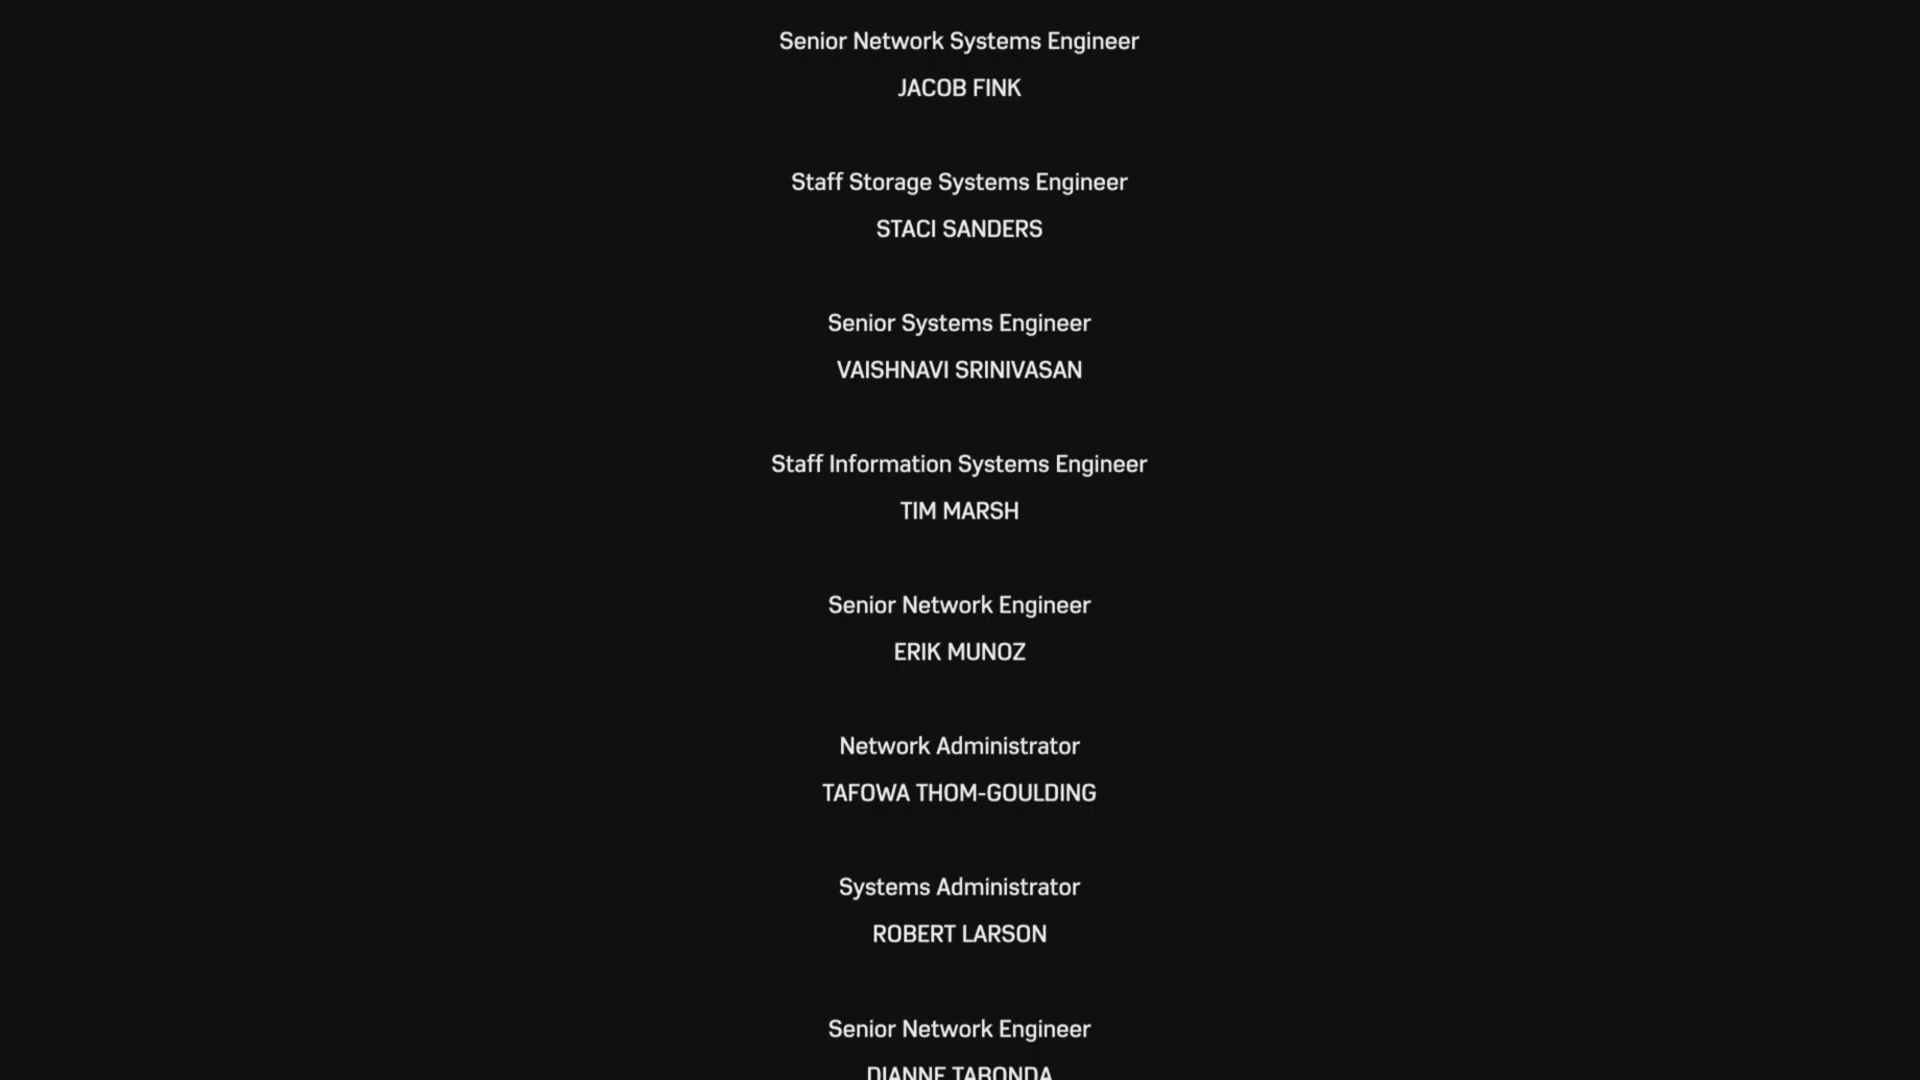 Senior Network Systems Engineer
JACOB FINK
Staff Storage Systems Engineer
STACI SANDERS
Senior Systems Engineer
VAISHNAVI SRINIVASAN
Staff Information Systems Engineer
TIM MARSH
Senior Network Engineer
ERIK MUNOZ
Network Administrator
TAFOWA THOM-GOULDING
Systems Administrator
ROBERT LARSON
Senior Network Engineer
DIANNE TABONDA